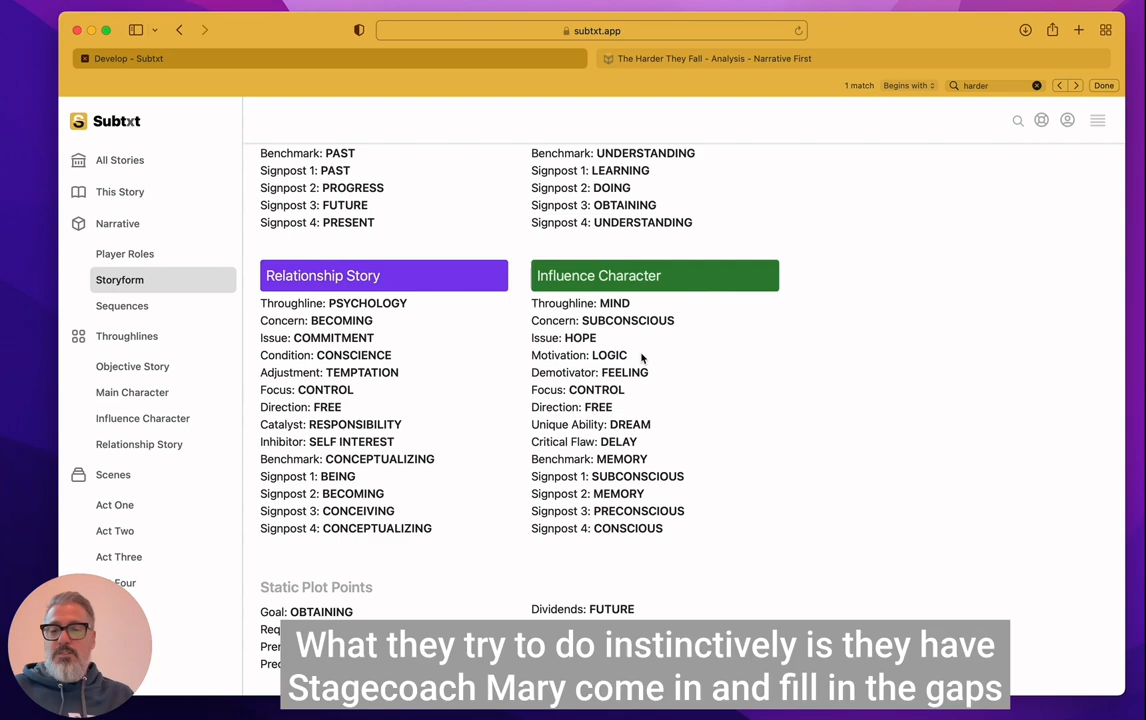 subtxt.app
Develop - Subtxt
The Harder They Fall - Analysis - Narrative First
1 match
Begins with
harder
Done
Subtxt
All Stories
This Story
Narrative
Player Roles
Storyform
Sequences
Throughlines
Objective Story
Main Character
Influence Character
Relationship Story
Scenes
Act One
Act Two
Act Three
Four
Benchmark: PAST
Signpost 1: PAST
Signpost 2: PROGRESS
Signpost 3: FUTURE
Signpost 4: PRESENT
Benchmark: UNDERSTANDING
Signpost 1: LEARNING
Signpost 2: DOING
Signpost 3: OBTAINING
Signpost 4: UNDERSTANDING
Relationship Story
Throughline: PSYCHOLOGY
Concern: BECOMING
Issue: COMMITMENT
Condition: CONSCIENCE
Adjustment: TEMPTATION
Focus: CONTROL
Direction: FREE
Catalyst: RESPONSIBILITY
Inhibitor: SELF INTEREST
Benchmark: CONCEPTUALIZING
Signpost 1: BEING
Signpost 2: BECOMING
Signpost 3: CONCEIVING
Signpost 4: CONCEPTUALIZING
Influence Character
Throughline: MIND
Concern: SUBCONSCIOUS
Issue: HOPE
Motivation: LOGIC
Demotivator: FEELING
Focus: CONTROL
Direction: FREE
Unique Ability: DREAM
Critical Flaw: DELAY
Benchmark: MEMORY
Signpost 1: SUBCONSCIOUS
Signpost 2: MEMORY
Signpost 3: PRECONSCIOUS
Signpost 4: CONSCIOUS
Static Plot Points
Goal: OBTAINING
Dividends: FUTURE
What they try to do instinctively is they have
Stagecoach Mary come in and fill in the gaps